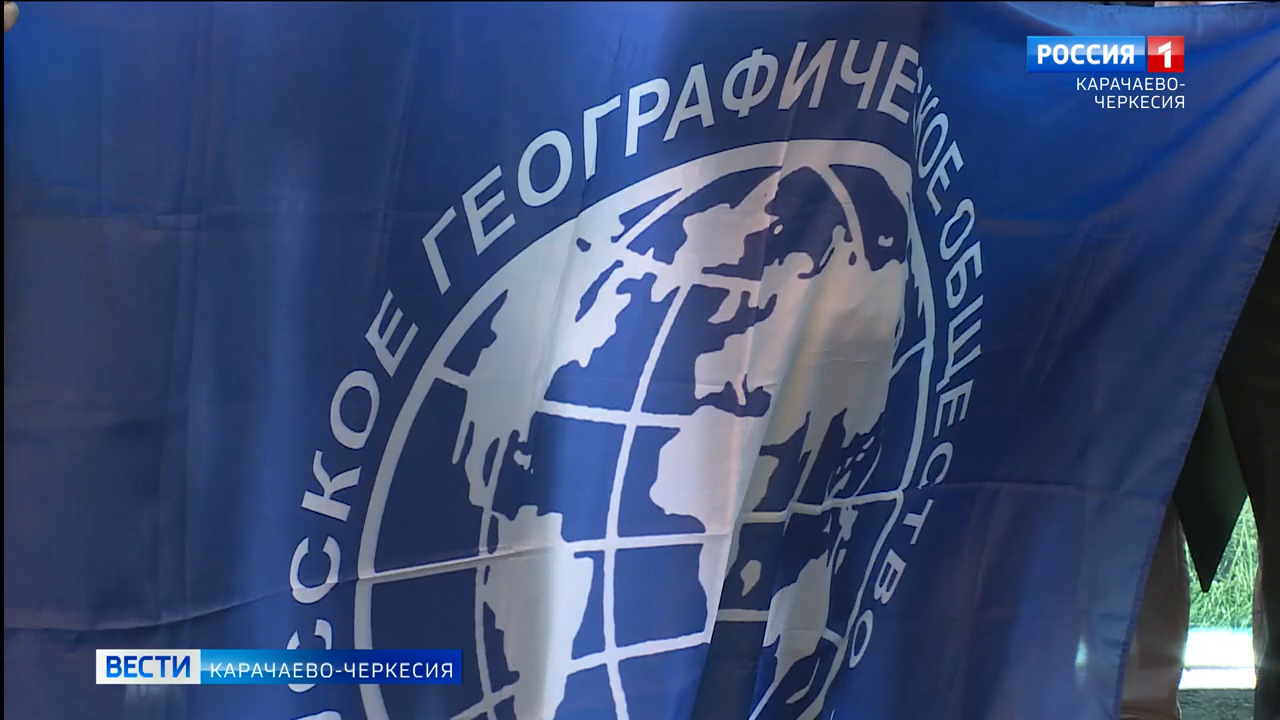 РОССИЯ 1
КАРАЧАЕВО-
ЧЕРКЕСИЯ
ССКОЕ ГЕОГРАФИЧЕСКОЕ ОБЩЕСТВО
ВЕСТИ КАРАЧАЕВО-ЧЕРКЕСИЯ